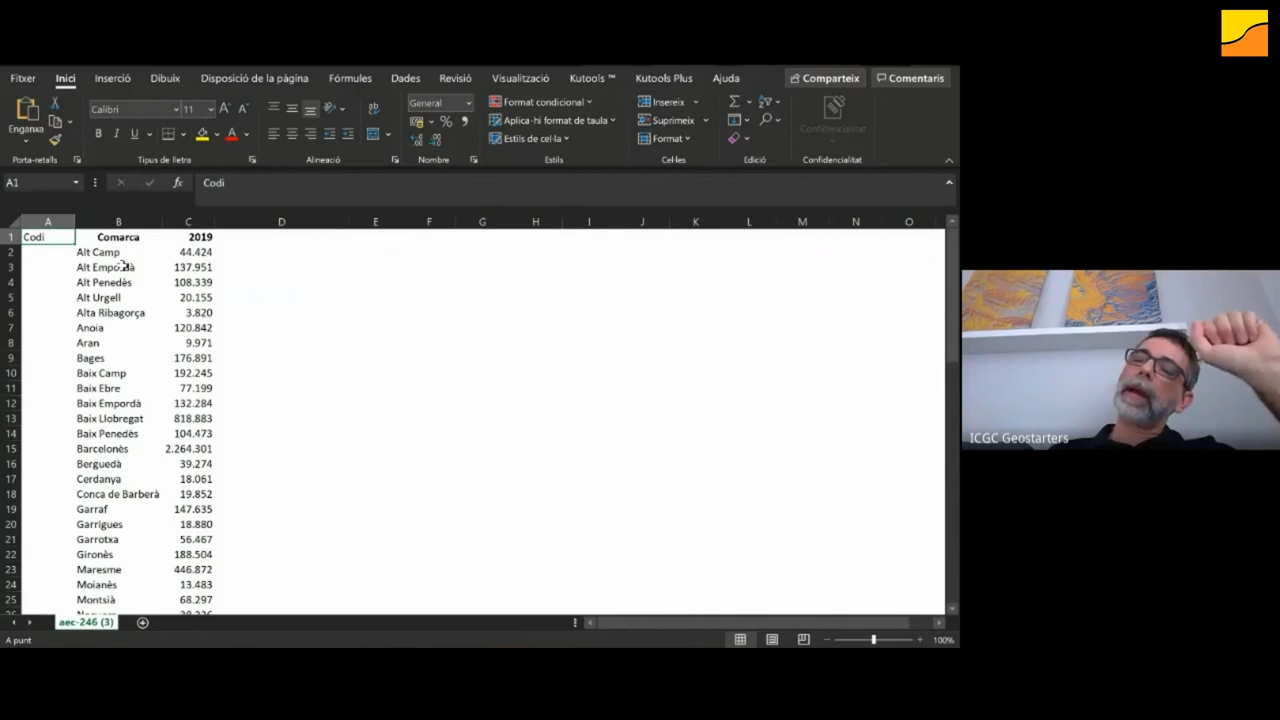 Fitxer Inici Inserció Dibuix Disposició de la pàgina Fórmules Dades Revisió Visualització Kutools ™ Kutools Plus Ajuda Comparteix Comentaris
Enganxa Calibri 11 General Format condicional Insereix
Aplica-hi format de taula Suprimeix Confidencialitat
Estils de cel·la Format
Porta-retalls Tipus de lletra Alineació Nombre Estils Cel·les Edició Confidencialitat
A1 fx Codi
A B C D E F G H I J K L M N O
1 Codi Comarca 2019
2 Alt Camp 44.424
3 Alt Empordà 137.951
4 Alt Penedès 108.339
5 Alt Urgell 20.155
6 Alta Ribagorça 3.820
7 Anoia 120.842
8 Aran 9.971
9 Bages 176.891
10 Baix Camp 192.245
11 Baix Ebre 77.199
12 Baix Empordà 132.284
13 Baix Llobregat 818.883
14 Baix Penedès 104.473
15 Barcelonès 2.264.301
16 Berguedà 39.274
17 Cerdanya 18.061
18 Conca de Barberà 19.852
19 Garraf 147.635
20 Garrigues 18.880
21 Garrotxa 56.467
22 Gironès 188.504
23 Maresme 446.872
24 Moianès 13.483
25 Montsià 68.297
aec-246 (3)
A punt 100%
ICGC Geostarters